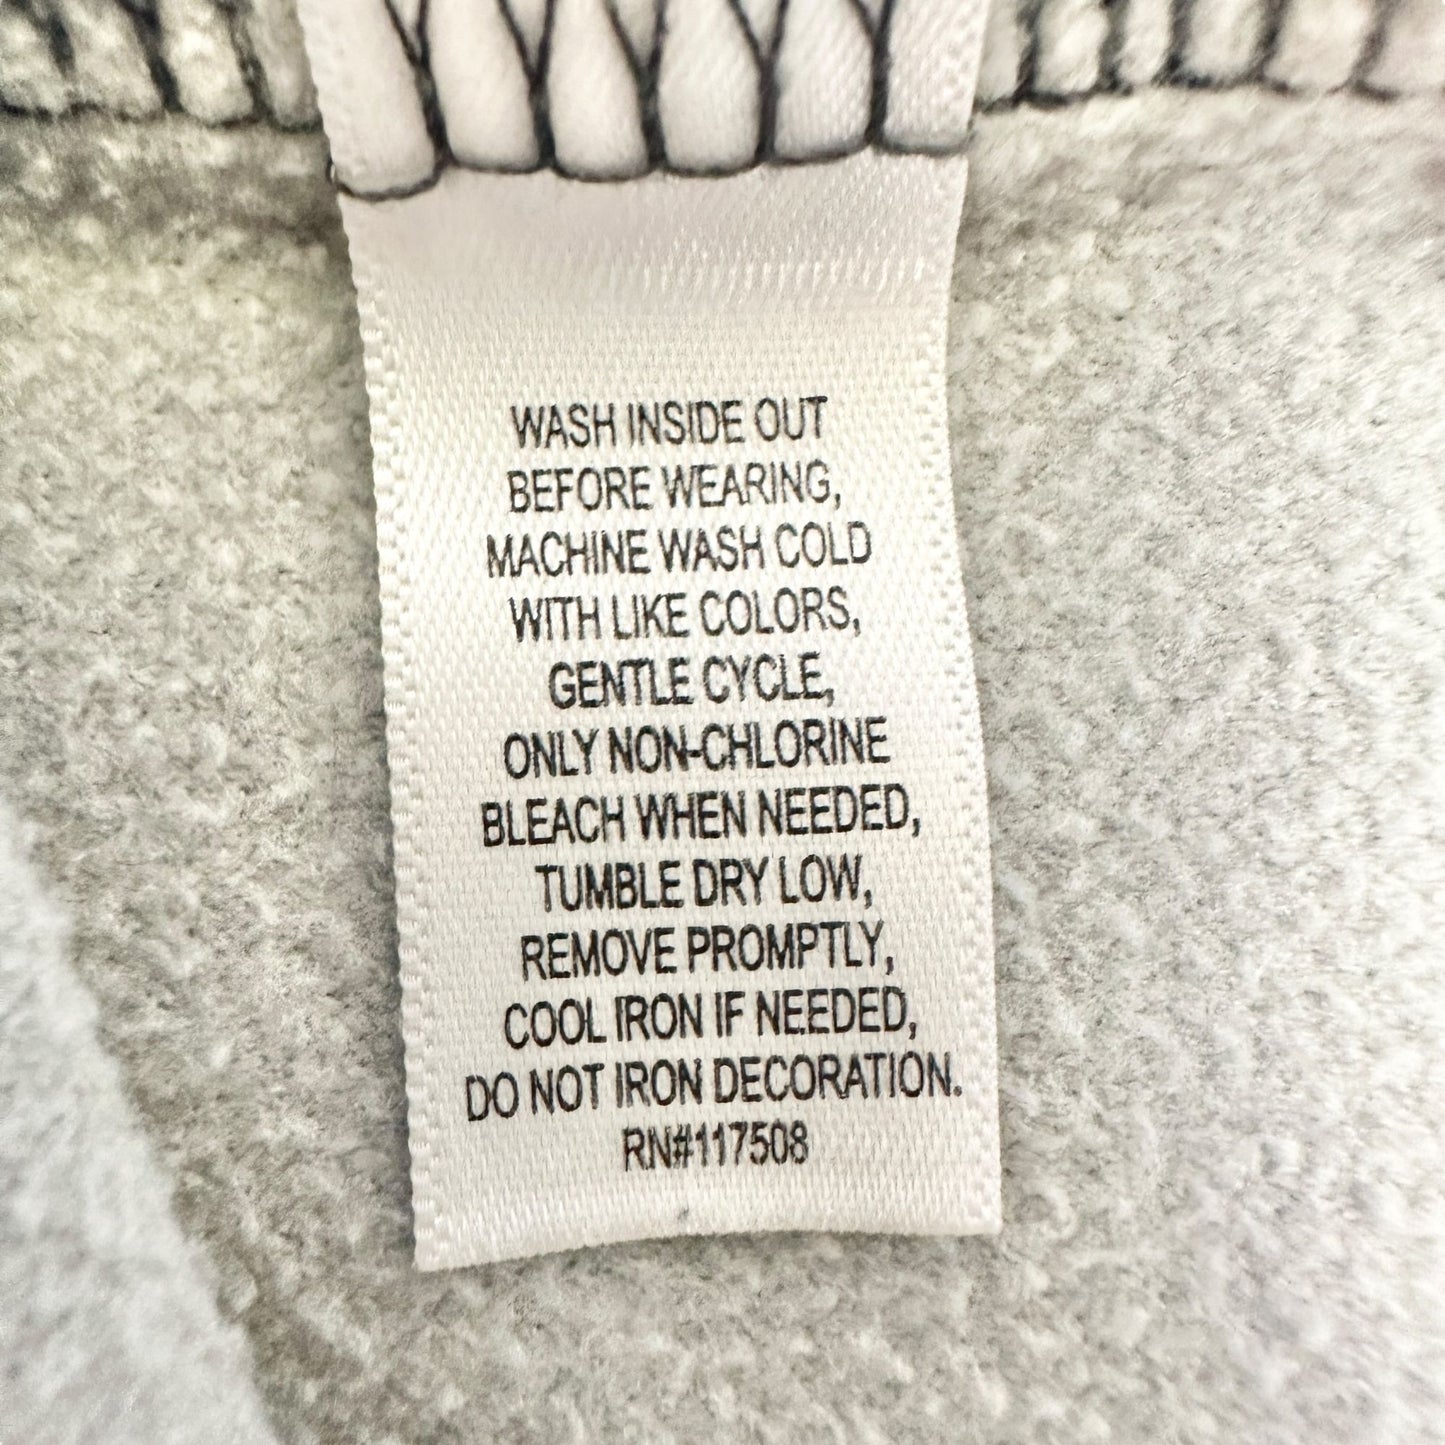 WASH INSIDE OUT
BEFORE WEARING,
MACHINE WASH COLD
WITH LIKE COLORS,
GENTLE CYCLE,
ONLY NON-CHLORINE
BLEACH WHEN NEEDED,
TUMBLE DRY LOW,
REMOVE PROMPTLY,
COOL IRON IF NEEDED,
DO NOT IRON DECORATION.
RN#117508